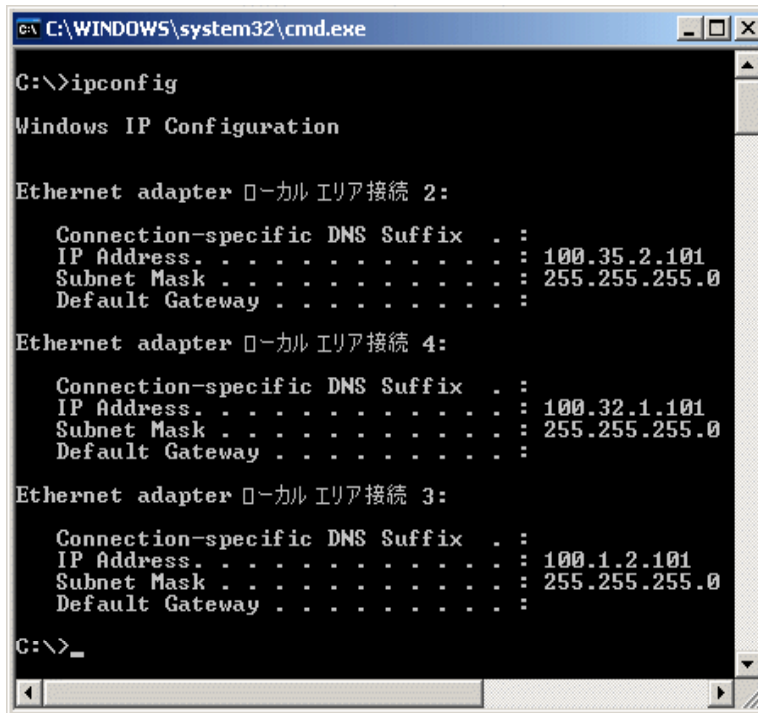 C:\WINDOWS\system32\cmd.exe
C:\>ipconfig
Windows IP Configuration
Ethernet adapter ローカル エリア接続 2:
Connection-specific DNS Suffix  . :
IP Address. . . . . . . . . . . . : 100.35.2.101
Subnet Mask . . . . . . . . . . . : 255.255.255.0
Default Gateway . . . . . . . . . :
Ethernet adapter ローカル エリア接続 4:
Connection-specific DNS Suffix  . :
IP Address. . . . . . . . . . . . : 100.32.1.101
Subnet Mask . . . . . . . . . . . : 255.255.255.0
Default Gateway . . . . . . . . . :
Ethernet adapter ローカル エリア接続 3:
Connection-specific DNS Suffix  . :
IP Address. . . . . . . . . . . . : 100.1.2.101
Subnet Mask . . . . . . . . . . . : 255.255.255.0
Default Gateway . . . . . . . . . :
C:\>_